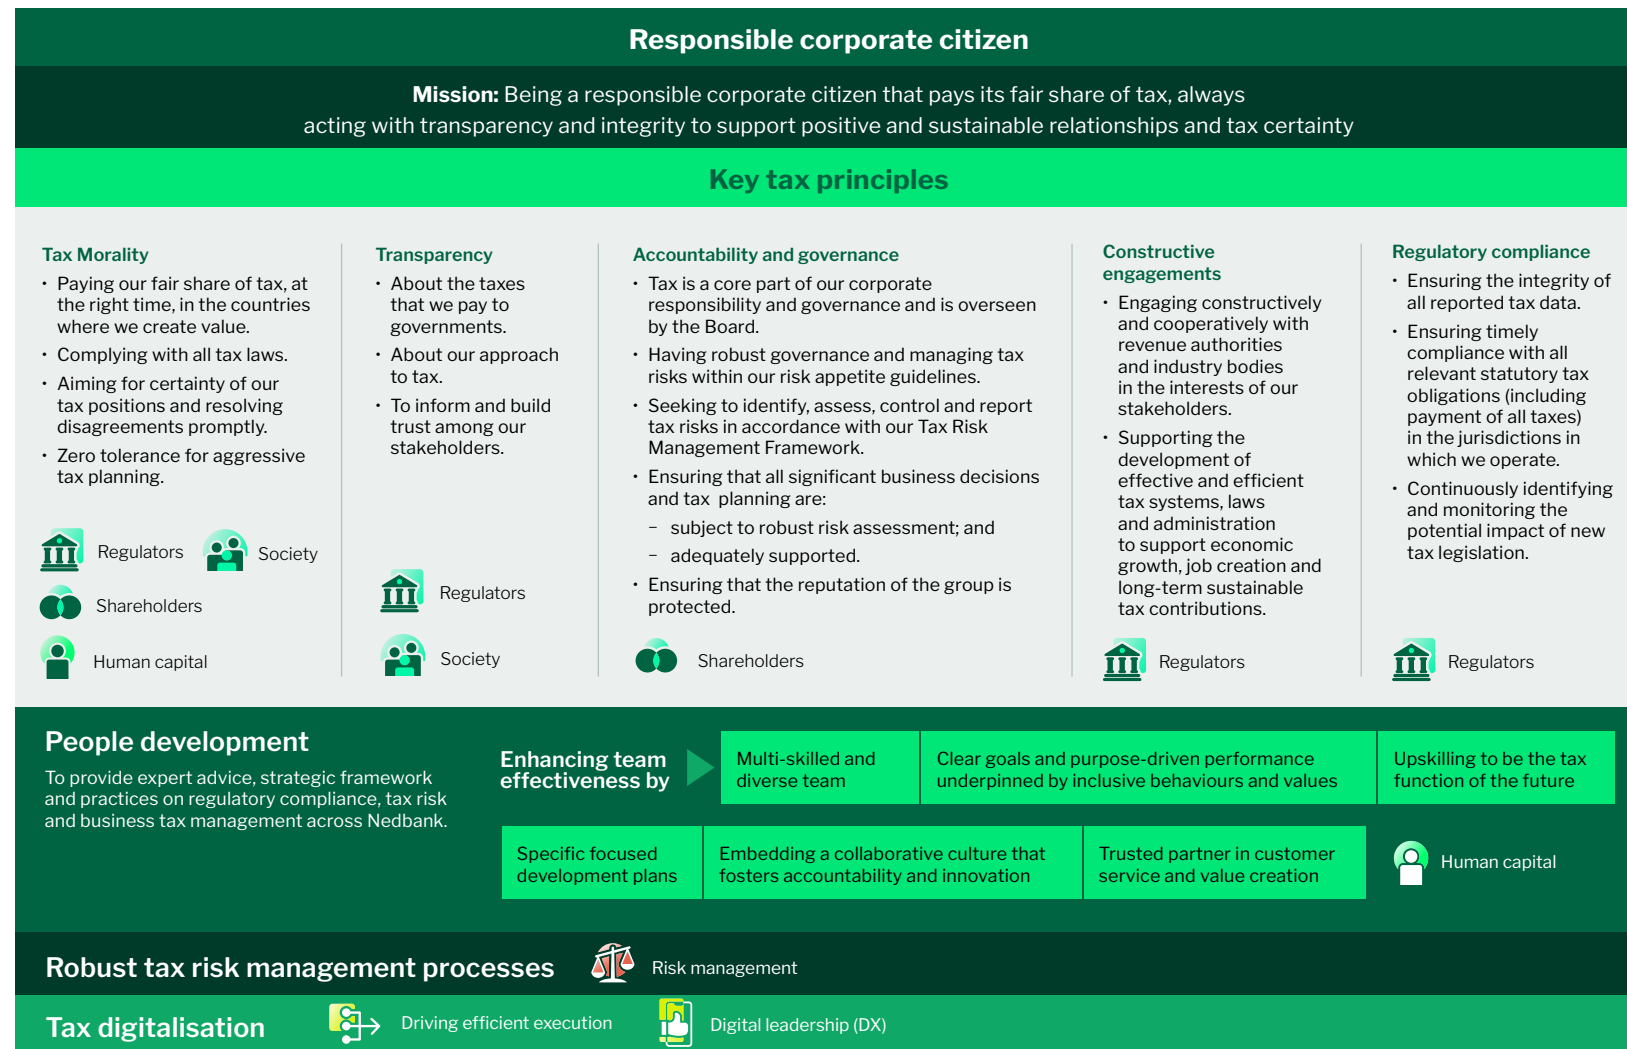 Responsible corporate citizen
Mission: Being a responsible corporate citizen that pays its fair share of tax, always
acting with transparency and integrity to support positive and sustainable relationships and tax certainty
Key tax principles
Tax Morality
• Paying our fair share of tax, at
the right time, in the countries
where we create value.
• Complying with all tax laws.
• Aiming for certainty of our
tax positions and resolving
disagreements promptly.
• Zero tolerance for aggressive
tax planning.
Regulators
Society
Shareholders
Human capital
Transparency
• About the taxes
that we pay to
governments.
• About our approach
to tax.
• To inform and build
trust among our
stakeholders.
Regulators
Society
Accountability and governance
• Tax is a core part of our corporate
responsibility and governance and is overseen
by the Board.
• Having robust governance and managing tax
risks within our risk appetite guidelines.
• Seeking to identify, assess, control and report
tax risks in accordance with our Tax Risk
Management Framework.
• Ensuring that all significant business decisions
and tax planning are:
– subject to robust risk assessment; and
– adequately supported.
• Ensuring that the reputation of the group is
protected.
Shareholders
Constructive
engagements
• Engaging constructively
and cooperatively with
revenue authorities
and industry bodies
in the interests of our
stakeholders.
• Supporting the
development of
effective and efficient
tax systems, laws
and administration
to support economic
growth, job creation and
long-term sustainable
tax contributions.
Regulators
Regulatory compliance
• Ensuring the integrity of
all reported tax data.
• Ensuring timely
compliance with all
relevant statutory tax
obligations (including
payment of all taxes)
in the jurisdictions in
which we operate.
• Continuously identifying
and monitoring the
potential impact of new
tax legislation.
Regulators
People development
To provide expert advice, strategic framework
and practices on regulatory compliance, tax risk
and business tax management across Nedbank.
Enhancing team
effectiveness by
Multi-skilled and
diverse team
Clear goals and purpose-driven performance
underpinned by inclusive behaviours and values
Upskilling to be the tax
function of the future
Specific focused
development plans
Embedding a collaborative culture that
fosters accountability and innovation
Trusted partner in customer
service and value creation
Human capital
Robust tax risk management processes
Risk management
Tax digitalisation
Driving efficient execution
Digital leadership (DX)